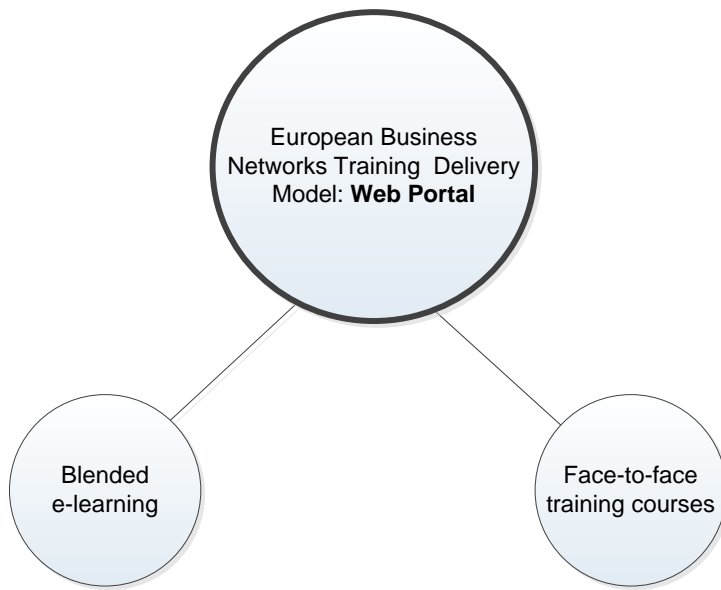 European Business
Networks Training Delivery
Model: Web Portal
Blended
e-learning
Face-to-face
training courses